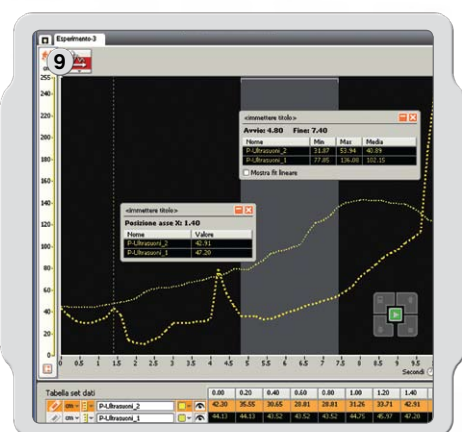 Esperimento-3
9
255
240
220
200
180
160
140
120
100
80
60
40
20
0
0 0.5 1 1.5 2 2.5 3 3.5 4 4.5 5 5.5 6 6.5 7 7.5 8 8.5 9 9.5
Secondi
<immettere titolo>
Avvio: 4.80 Fine: 7.40
Nome Min Max Media
P-Ultrasuoni_2 31.87 53.94 40.89
P-Ultrasuoni_1 77.85 136.00 102.15
Mostra fit lineare
<immettere titolo>
Posizione asse X: 1.40
Nome Valore
P-Ultrasuoni_2 42.91
P-Ultrasuoni_1 47.20
Tabella set dati 0.00 0.20 0.40 0.60 0.80 1.00 1.20 1.40
cm P-Ultrasuoni_2 42.30 35.55 30.65 28.81 28.81 31.26 33.71 42.91
cm P-Ultrasuoni_1 44.13 44.13 43.52 43.52 43.52 44.75 45.97 47.20